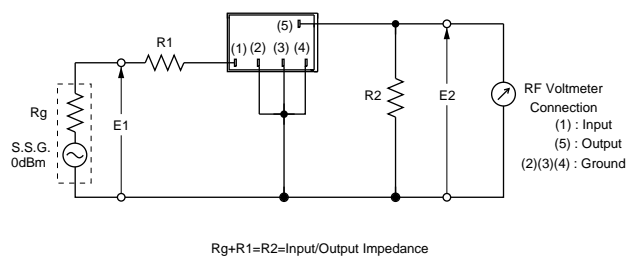 (5)
R1
(1) (2) (3) (4)
Rg
S.S.G.
0dBm
E1
R2
E2
RF Voltmeter
Connection
(1) : Input
(5) : Output
(2)(3)(4) : Ground
Rg+R1=R2=Input/Output Impedance